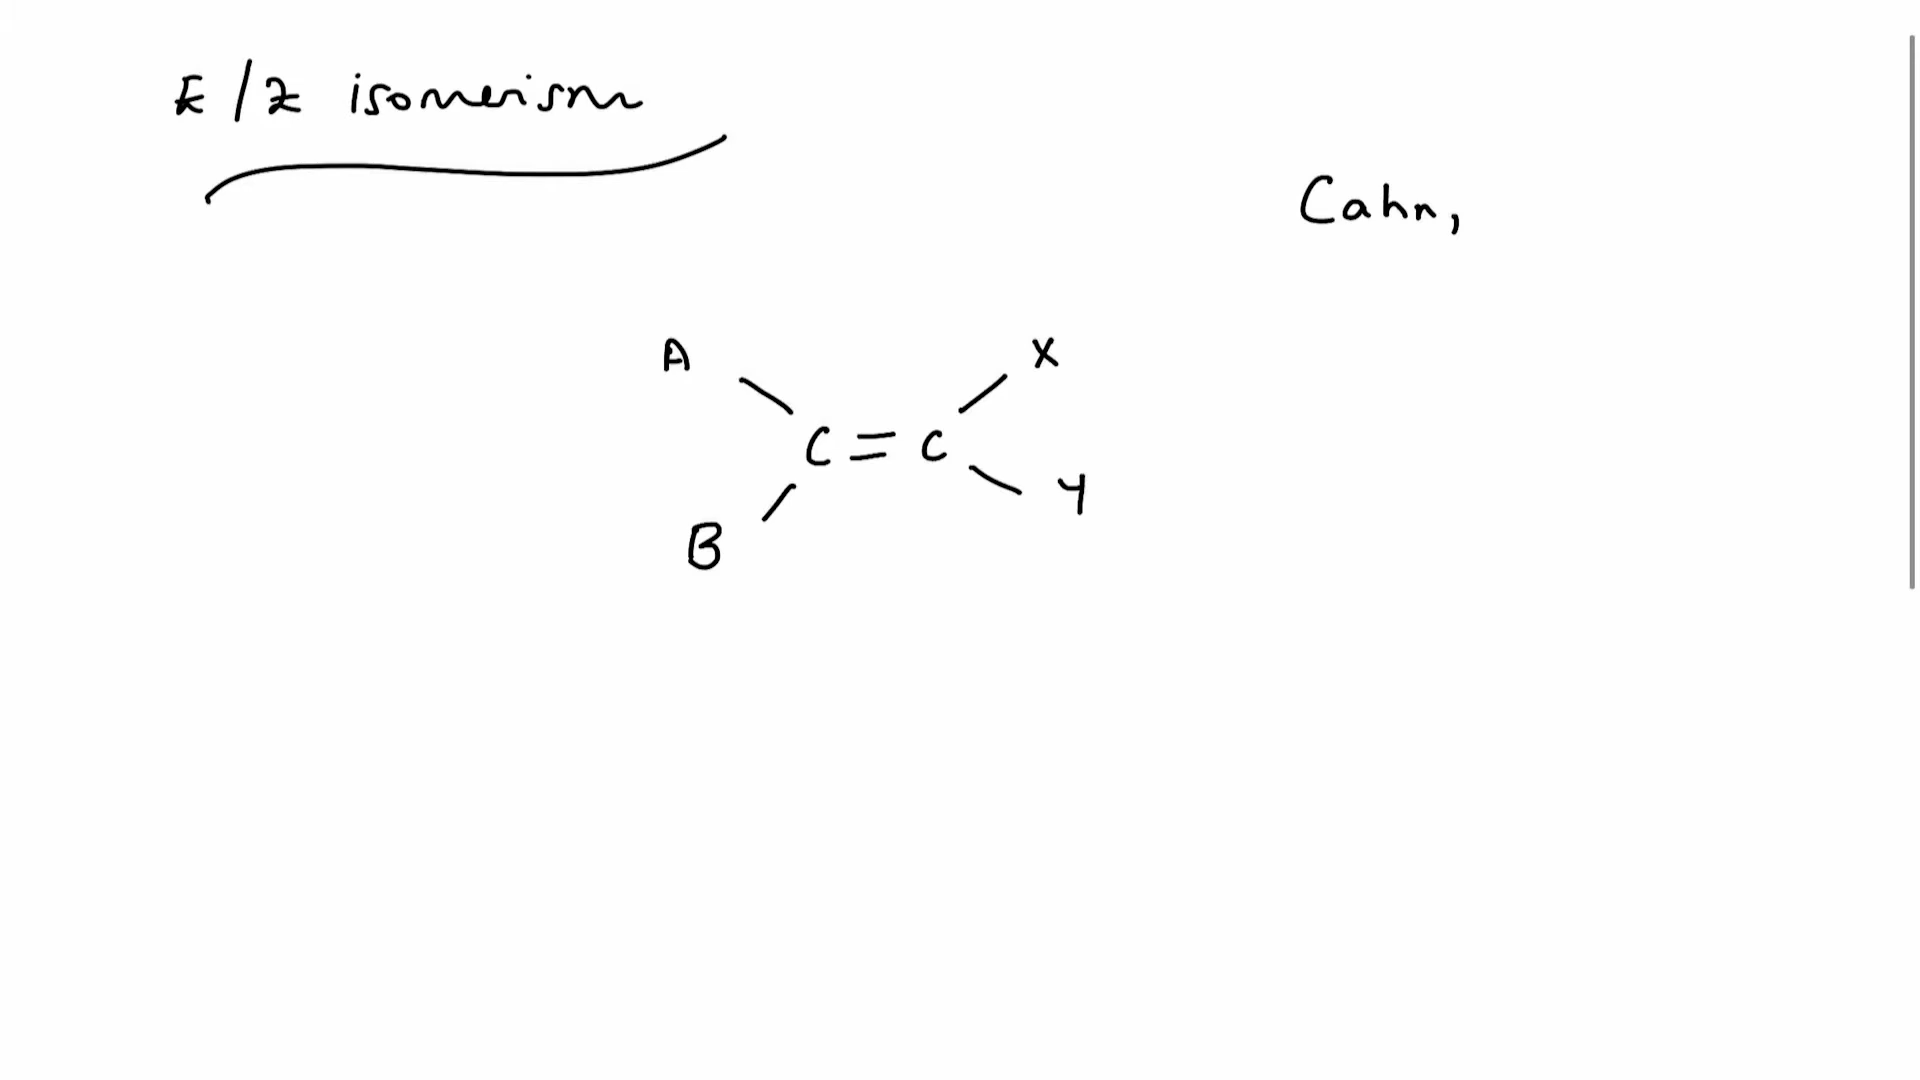 E/Z isomerism
Cahn,
A X
C = C
Y
B